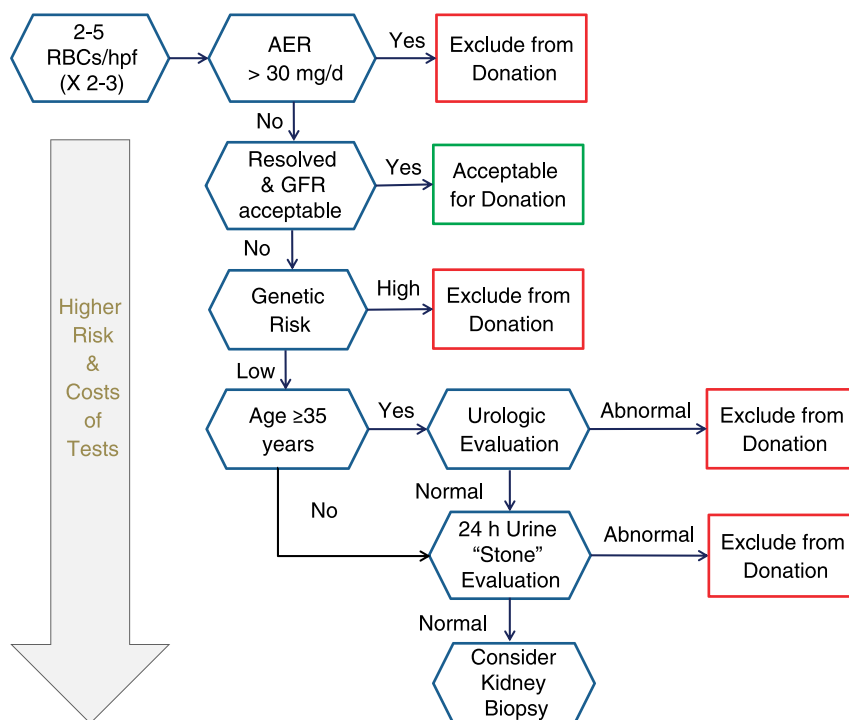 2-5
RBCs/hpf
(X 2-3)
AER
> 30 mg/d
Yes
Exclude from
Donation
No
Resolved
& GFR
acceptable
Yes
Acceptable
for Donation
No
Genetic
Risk
High
Exclude from
Donation
Low
Age ≥35
years
Yes
Urologic
Evaluation
Abnormal
Exclude from
Donation
No
Normal
24 h Urine
“Stone”
Evaluation
Abnormal
Exclude from
Donation
Normal
Consider
Kidney
Biopsy
Higher
Risk
&
Costs
of
Tests